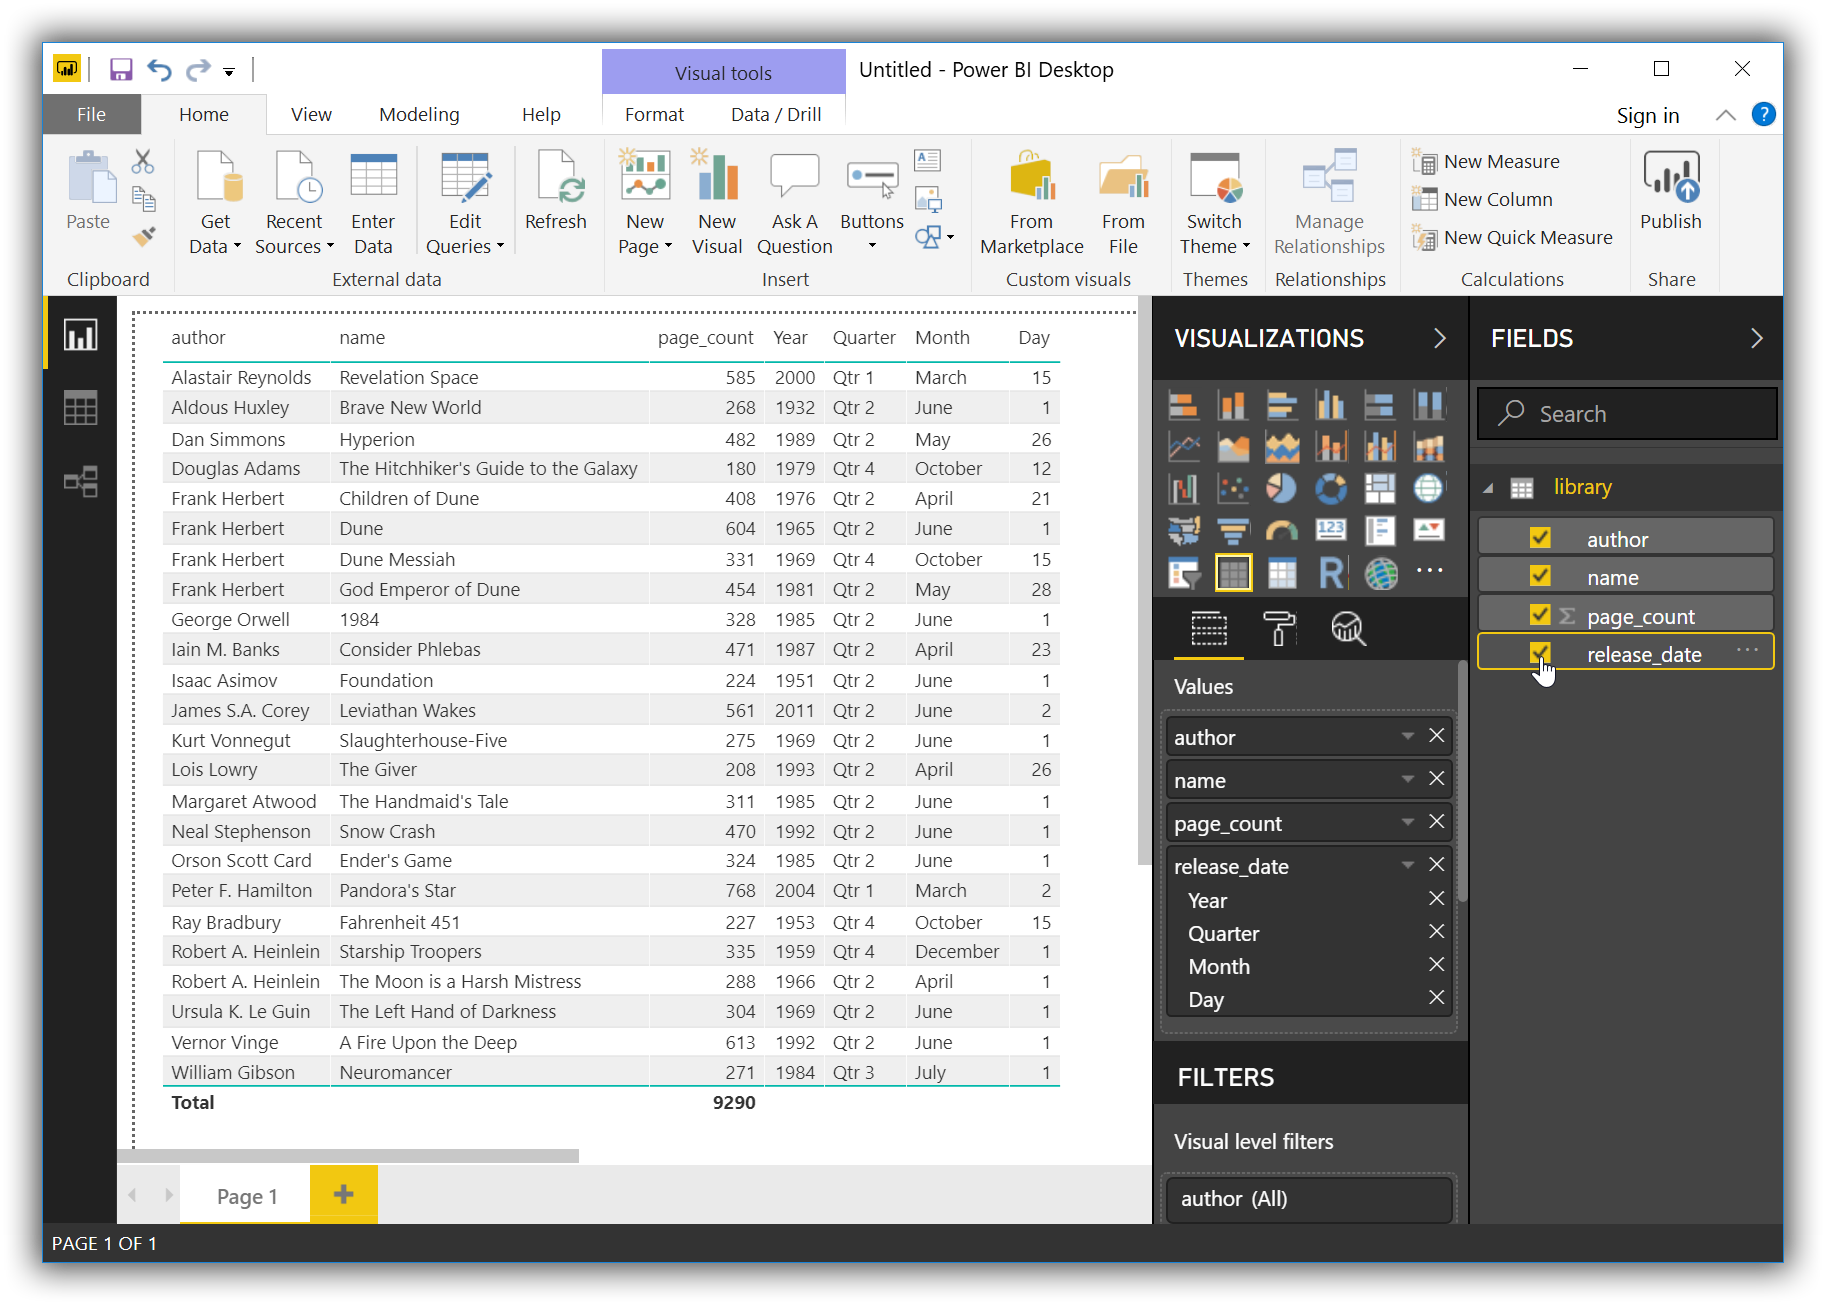 Visual tools
Untitled - Power BI Desktop
File Home View Modeling Help Format Data / Drill Sign in ?
Paste
Get Data
Recent Sources
Enter Data
Edit Queries
Refresh
New Page
New Visual
Ask A Question
Buttons
From Marketplace
From File
Switch Theme
Manage Relationships
New Measure
New Column
New Quick Measure
Publish
Clipboard External data Insert Custom visuals Themes Relationships Calculations Share
author name page_count Year Quarter Month Day
Alastair Reynolds Revelation Space 585 2000 Qtr 1 March 15
Aldous Huxley Brave New World 268 1932 Qtr 2 June 1
Dan Simmons Hyperion 482 1989 Qtr 2 May 26
Douglas Adams The Hitchhiker's Guide to the Galaxy 180 1979 Qtr 4 October 12
Frank Herbert Children of Dune 408 1976 Qtr 2 April 21
Frank Herbert Dune 604 1965 Qtr 2 June 1
Frank Herbert Dune Messiah 331 1969 Qtr 4 October 15
Frank Herbert God Emperor of Dune 454 1981 Qtr 2 May 28
George Orwell 1984 328 1985 Qtr 2 June 1
Iain M. Banks Consider Phlebas 471 1987 Qtr 2 April 23
Isaac Asimov Foundation 224 1951 Qtr 2 June 1
James S.A. Corey Leviathan Wakes 561 2011 Qtr 2 June 2
Kurt Vonnegut Slaughterhouse-Five 275 1969 Qtr 2 June 1
Lois Lowry The Giver 208 1993 Qtr 2 April 26
Margaret Atwood The Handmaid's Tale 311 1985 Qtr 2 June 1
Neal Stephenson Snow Crash 470 1992 Qtr 2 June 1
Orson Scott Card Ender's Game 324 1985 Qtr 2 June 1
Peter F. Hamilton Pandora's Star 768 2004 Qtr 1 March 2
Ray Bradbury Fahrenheit 451 227 1953 Qtr 4 October 15
Robert A. Heinlein Starship Troopers 335 1959 Qtr 4 December 1
Robert A. Heinlein The Moon is a Harsh Mistress 288 1966 Qtr 2 April 1
Ursula K. Le Guin The Left Hand of Darkness 304 1969 Qtr 2 June 1
Vernor Vinge A Fire Upon the Deep 613 1992 Qtr 2 June 1
William Gibson Neuromancer 271 1984 Qtr 3 July 1
Total 9290
Page 1 +
PAGE 1 OF 1
VISUALIZATIONS
123
R
...
Values
author
name
page_count
release_date
Year
Quarter
Month
Day
FILTERS
Visual level filters
author (All)
FIELDS
Search
library
author
name
Σ page_count
release_date ...